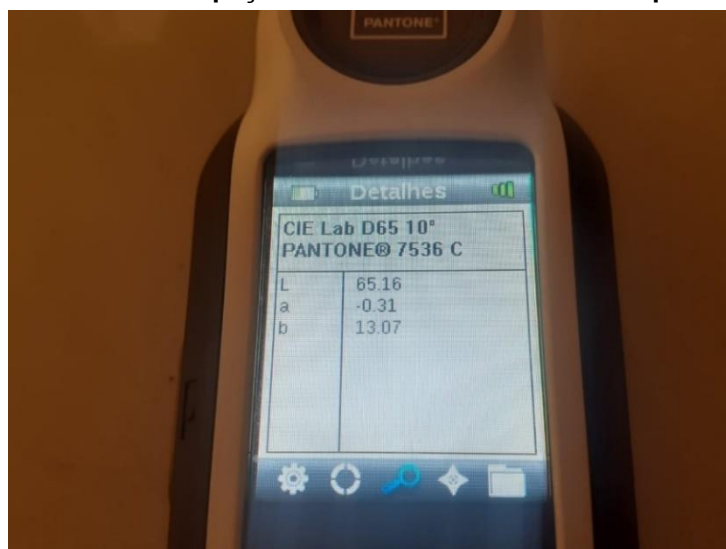 PANTONE®
Detalhes
CIE Lab D65 10°
PANTONE® 7536 C
L 65.16
a -0.31
b 13.07